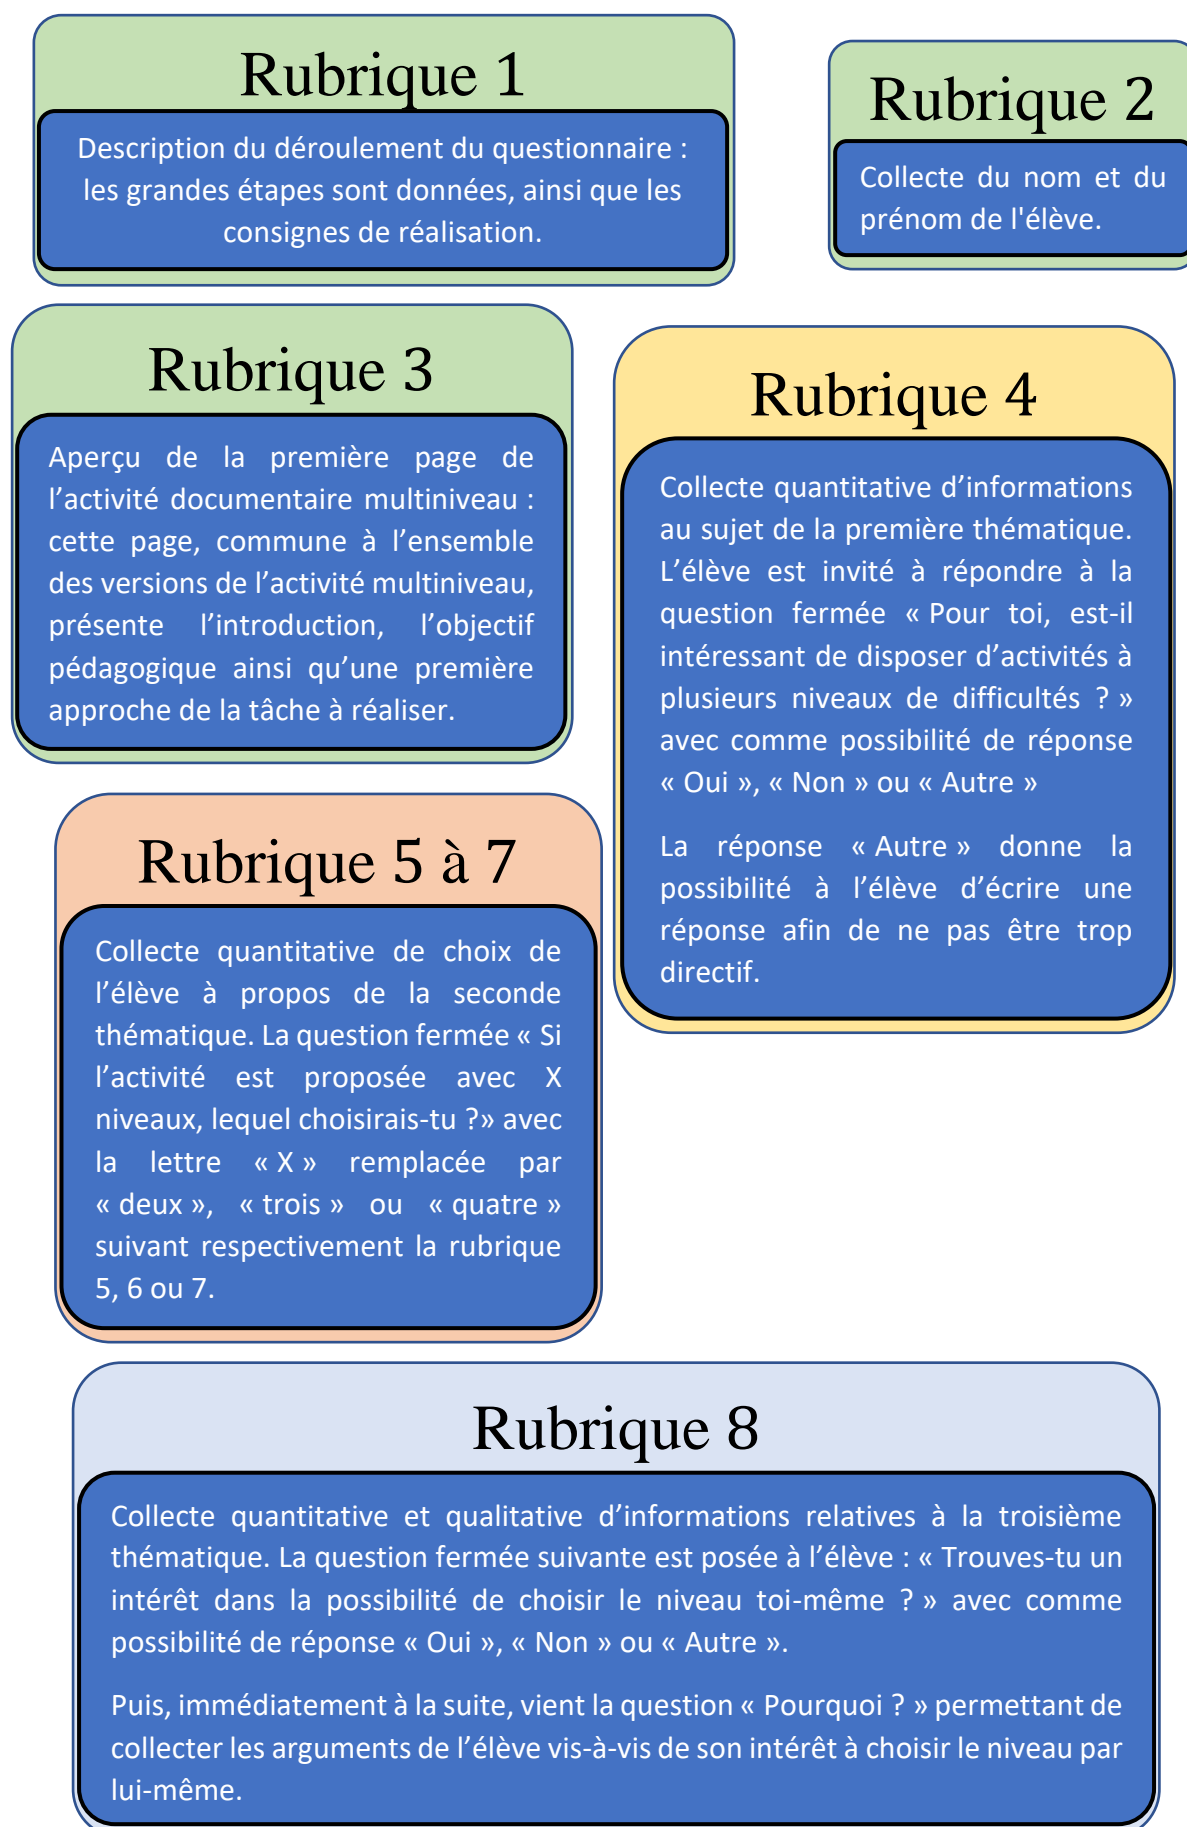 Rubrique 1
Description du déroulement du questionnaire :
les grandes étapes sont données, ainsi que les
consignes de réalisation.
Rubrique 2
Collecte du nom et du
prénom de l'élève.
Rubrique 3
Aperçu de la première page de
l’activité documentaire multiniveau :
cette page, commune à l’ensemble
des versions de l’activité multiniveau,
présente l’introduction, l’objectif
pédagogique ainsi qu’une première
approche de la tâche à réaliser.
Rubrique 4
Collecte quantitative d’informations
au sujet de la première thématique.
L’élève est invité à répondre à la
question fermée « Pour toi, est-il
intéressant de disposer d’activités à
plusieurs niveaux de difficultés ? »
avec comme possibilité de réponse
« Oui », « Non » ou « Autre »
La réponse « Autre » donne la
possibilité à l’élève d’écrire une
réponse afin de ne pas être trop
directif.
Rubrique 5 à 7
Collecte quantitative de choix de
l’élève à propos de la seconde
thématique. La question fermée « Si
l’activité est proposée avec X
niveaux, lequel choisirais-tu ?» avec
la lettre « X » remplacée par
« deux », « trois » ou « quatre »
suivant respectivement la rubrique
5, 6 ou 7.
Rubrique 8
Collecte quantitative et qualitative d’informations relatives à la troisième
thématique. La question fermée suivante est posée à l’élève : « Trouves-tu un
intérêt dans la possibilité de choisir le niveau toi-même ? » avec comme
possibilité de réponse « Oui », « Non » ou « Autre ».
Puis, immédiatement à la suite, vient la question « Pourquoi ? » permettant de
collecter les arguments de l’élève vis-à-vis de son intérêt à choisir le niveau par
lui-même.